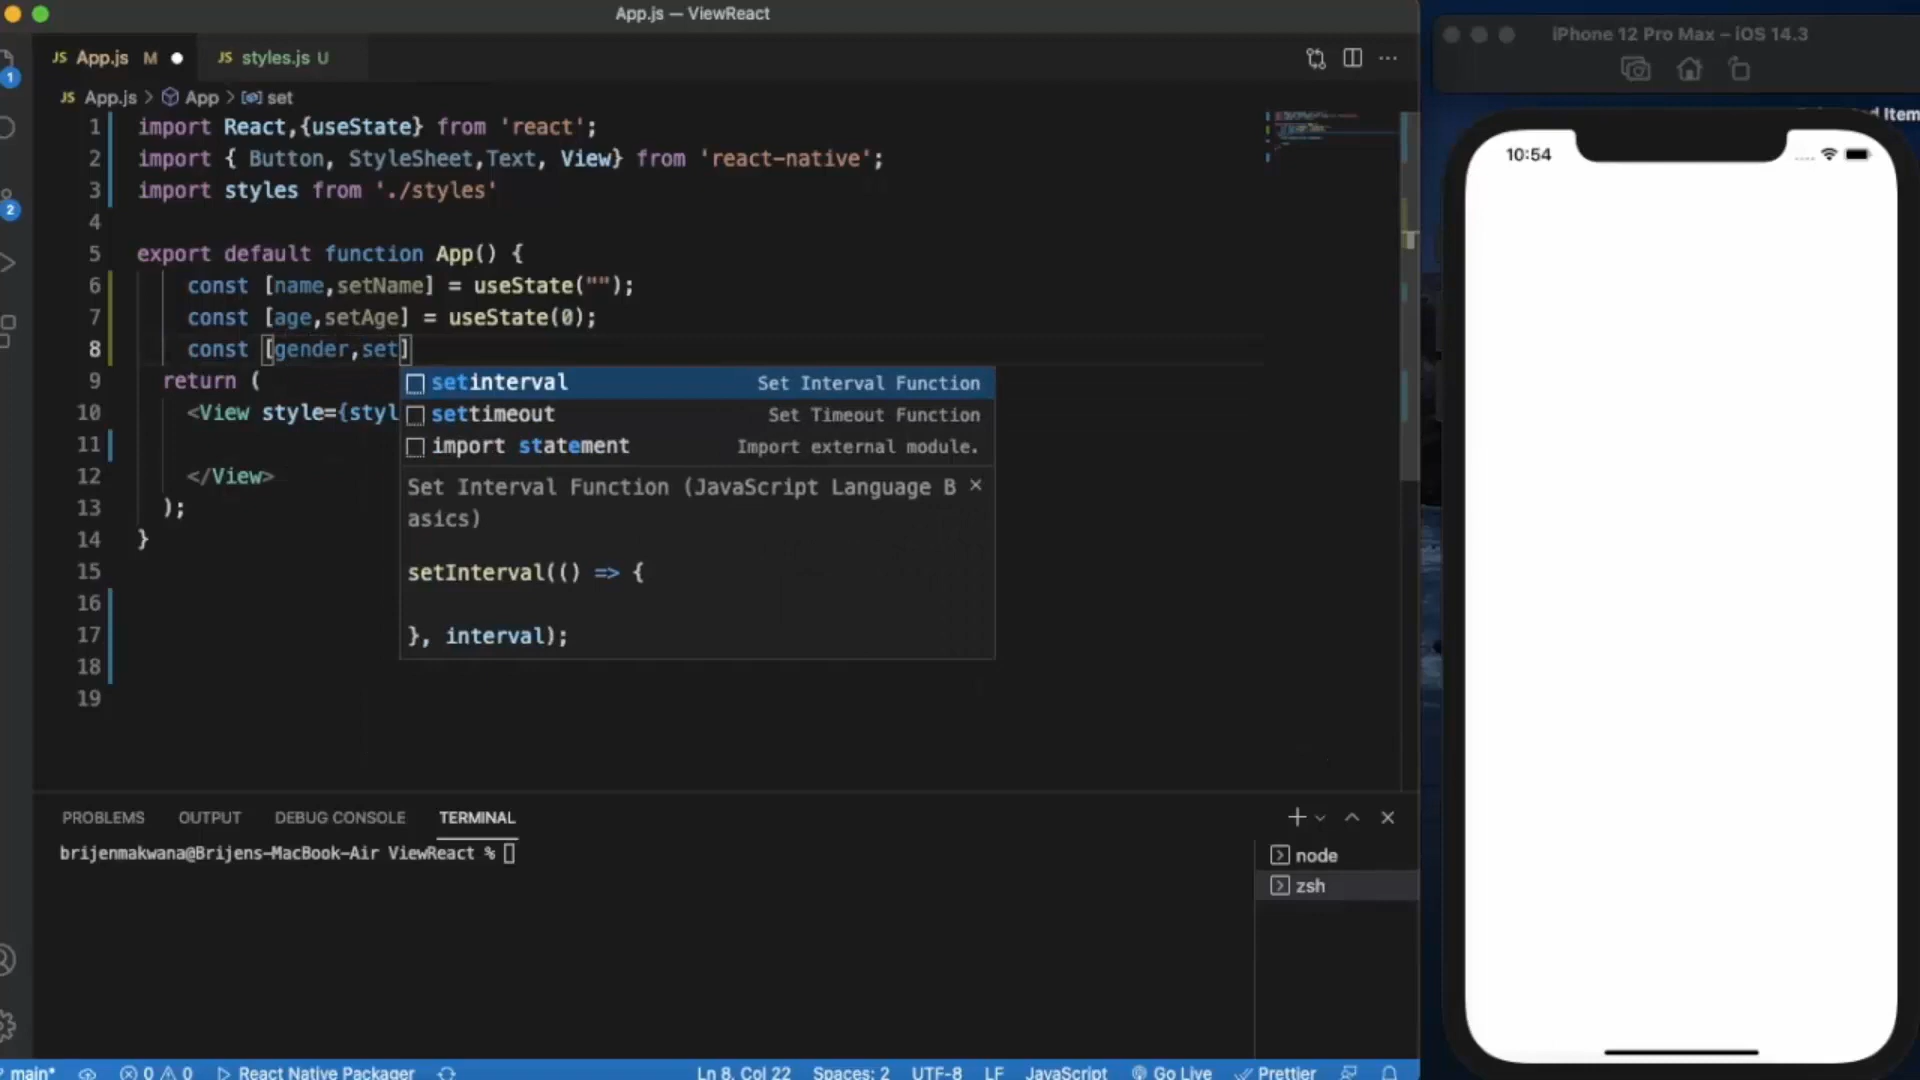 App.js — ViewReact
JS App.js M
JS styles.js U
JS App.js > App > set
1 import React,{useState} from 'react';
2 import { Button, StyleSheet,Text, View} from 'react-native';
3 import styles from './styles'
4
5 export default function App() {
6 const [name,setName] = useState("");
7 const [age,setAge] = useState(0);
8 const [gender,set]
9 return (
10 <View style={styl
11
12 </View>
13 );
14 }
15
16
17
18
19
setinterval Set Interval Function
settimeout Set Timeout Function
import statement Import external module.
Set Interval Function (JavaScript Language B
asics)
setInterval(() => {
}, interval);
1
2
PROBLEMS OUTPUT DEBUG CONSOLE TERMINAL
brijenmakwana@Brijens-MacBook-Air ViewReact %
node
zsh
main* 0 0 React Native Packager Ln 8, Col 22 Spaces: 2 UTF-8 LF JavaScript Go Live Prettier
iPhone 12 Pro Max – iOS 14.3
10:54